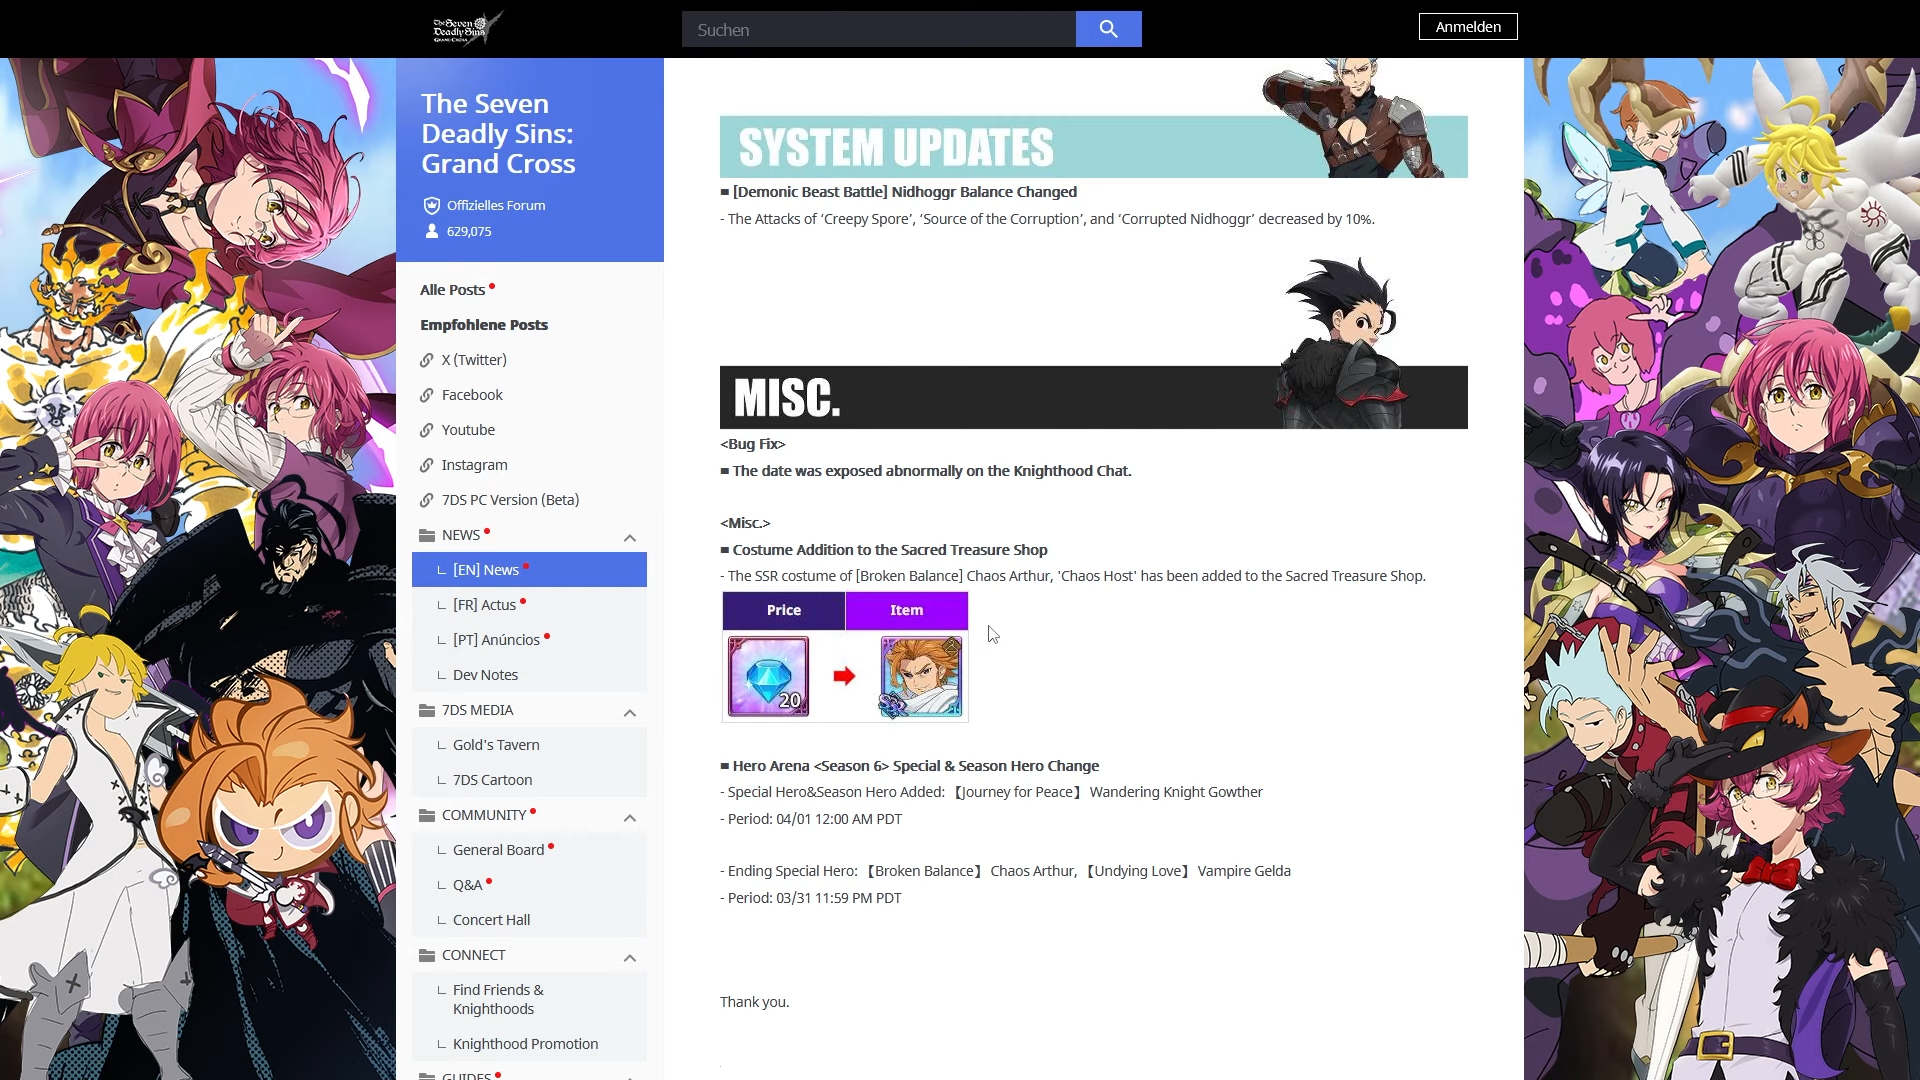 The Seven
Deadly Sins
GRAND CROSS
Suchen
Anmelden
The Seven
Deadly Sins:
Grand Cross
Offizielles Forum
629,075
Alle Posts
Empfohlene Posts
X (Twitter)
Facebook
Youtube
Instagram
7DS PC Version (Beta)
NEWS
[EN] News
[FR] Actus
[PT] Anúncios
Dev Notes
7DS MEDIA
Gold's Tavern
7DS Cartoon
COMMUNITY
General Board
Q&A
Concert Hall
CONNECT
Find Friends &
Knighthoods
Knighthood Promotion
GUIDES
SYSTEM UPDATES
■ [Demonic Beast Battle] Nidhoggr Balance Changed
- The Attacks of ‘Creepy Spore’, ‘Source of the Corruption’, and ‘Corrupted Nidhoggr’ decreased by 10%.
MISC.
<Bug Fix>
■ The date was exposed abnormally on the Knighthood Chat.
<Misc.>
■ Costume Addition to the Sacred Treasure Shop
- The SSR costume of [Broken Balance] Chaos Arthur, 'Chaos Host' has been added to the Sacred Treasure Shop.
Price Item
20
■ Hero Arena <Season 6> Special & Season Hero Change
- Special Hero&Season Hero Added: 【Journey for Peace】 Wandering Knight Gowther
- Period: 04/01 12:00 AM PDT
- Ending Special Hero: 【Broken Balance】 Chaos Arthur, 【Undying Love】 Vampire Gelda
- Period: 03/31 11:59 PM PDT
Thank you.